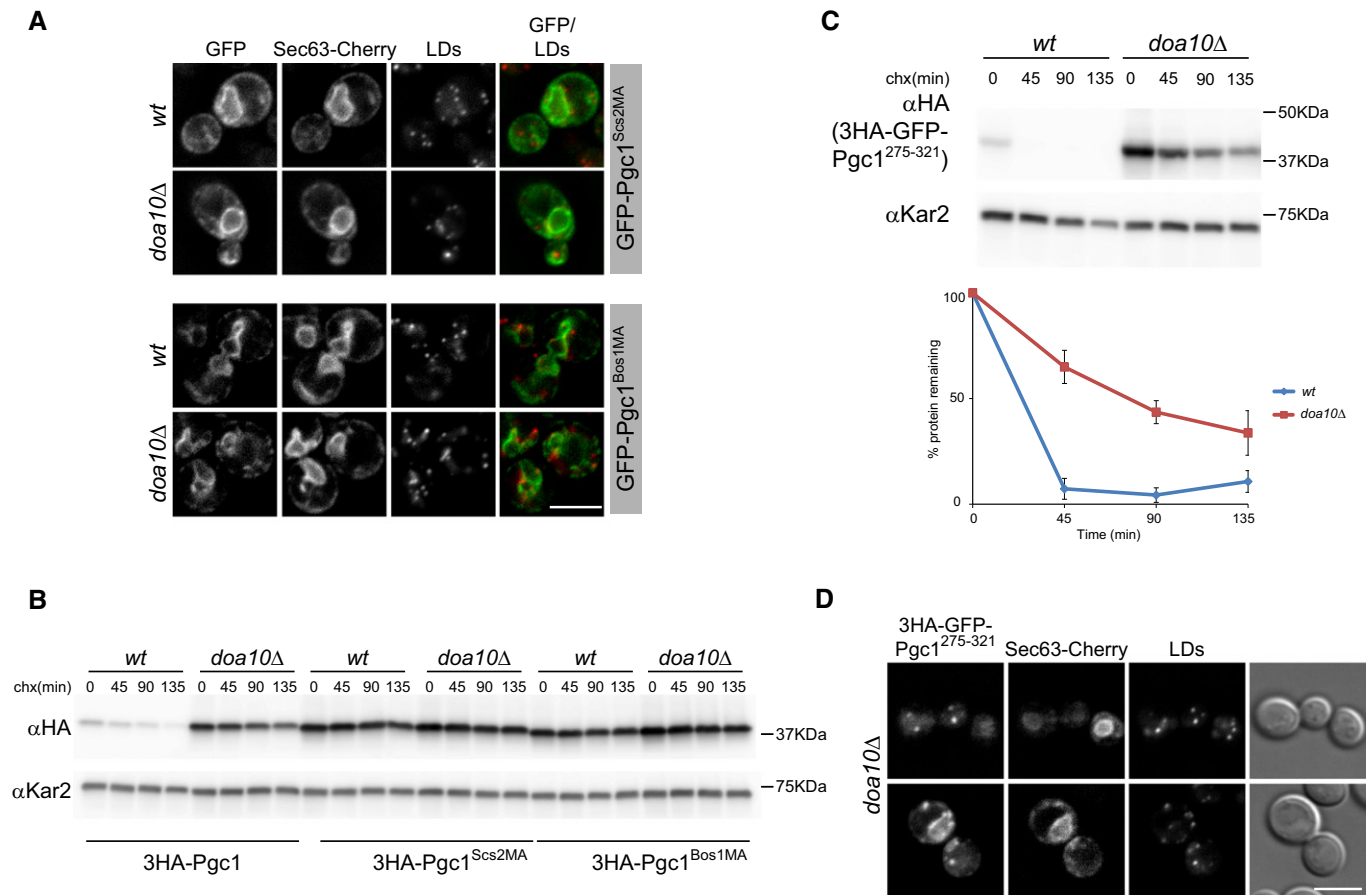 A
GFP Sec63-Cherry LDs GFP/
LDs
wt
doa10Δ
GFP-Pgc1Scs2MA
wt
doa10Δ
GFP-Pgc1Bos1MA
B
wt doa10Δ wt doa10Δ wt doa10Δ
chx(min) 0 45 90 135 0 45 90 135 0 45 90 135 0 45 90 135 0 45 90 135 0 45 90 135
αHA
37KDa
αKar2
75KDa
3HA-Pgc1 3HA-Pgc1Scs2MA 3HA-Pgc1Bos1MA
C
wt doa10Δ
chx(min) 0 45 90 135 0 45 90 135
αHA
(3HA-GFP-
Pgc1275-321)
50KDa
37KDa
αKar2
75KDa
100
50
0
% protein remaining
0 45 90 135
Time (min)
wt
doa10Δ
D
3HA-GFP-
Pgc1275-321 Sec63-Cherry LDs
doa10Δ